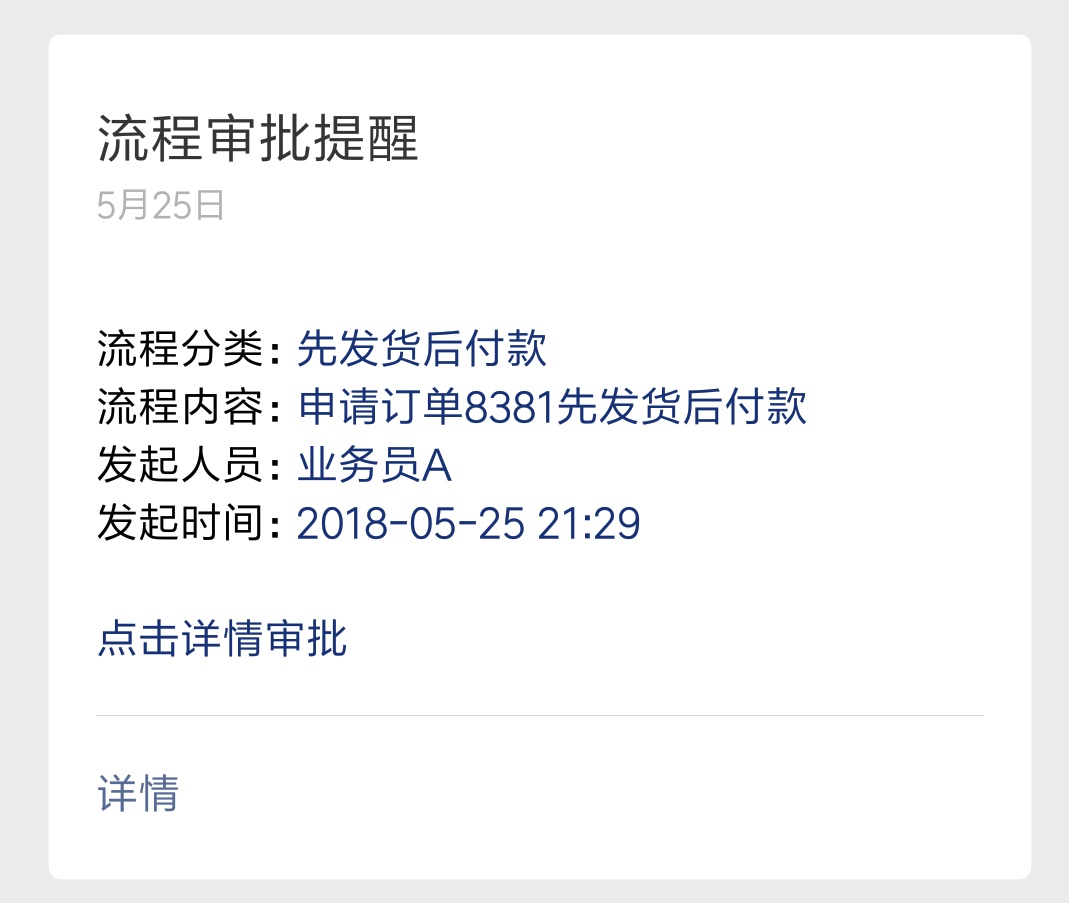 流程审批提醒
5月25日
流程分类：先发货后付款
流程内容：申请订单8381先发货后付款
发起人员：业务员A
发起时间：2018-05-25 21:29
点击详情审批
详情